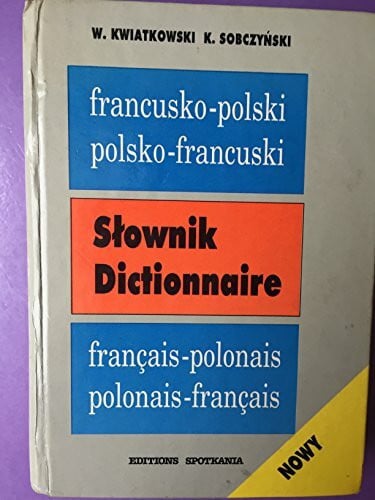 W. KWIATKOWSKI K. SOBCZYŃSKI
francusko-polski
polsko-francuski
Słownik
Dictionnaire
français-polonais
polonais-français
EDITIONS SPOTKANIA
NOWY